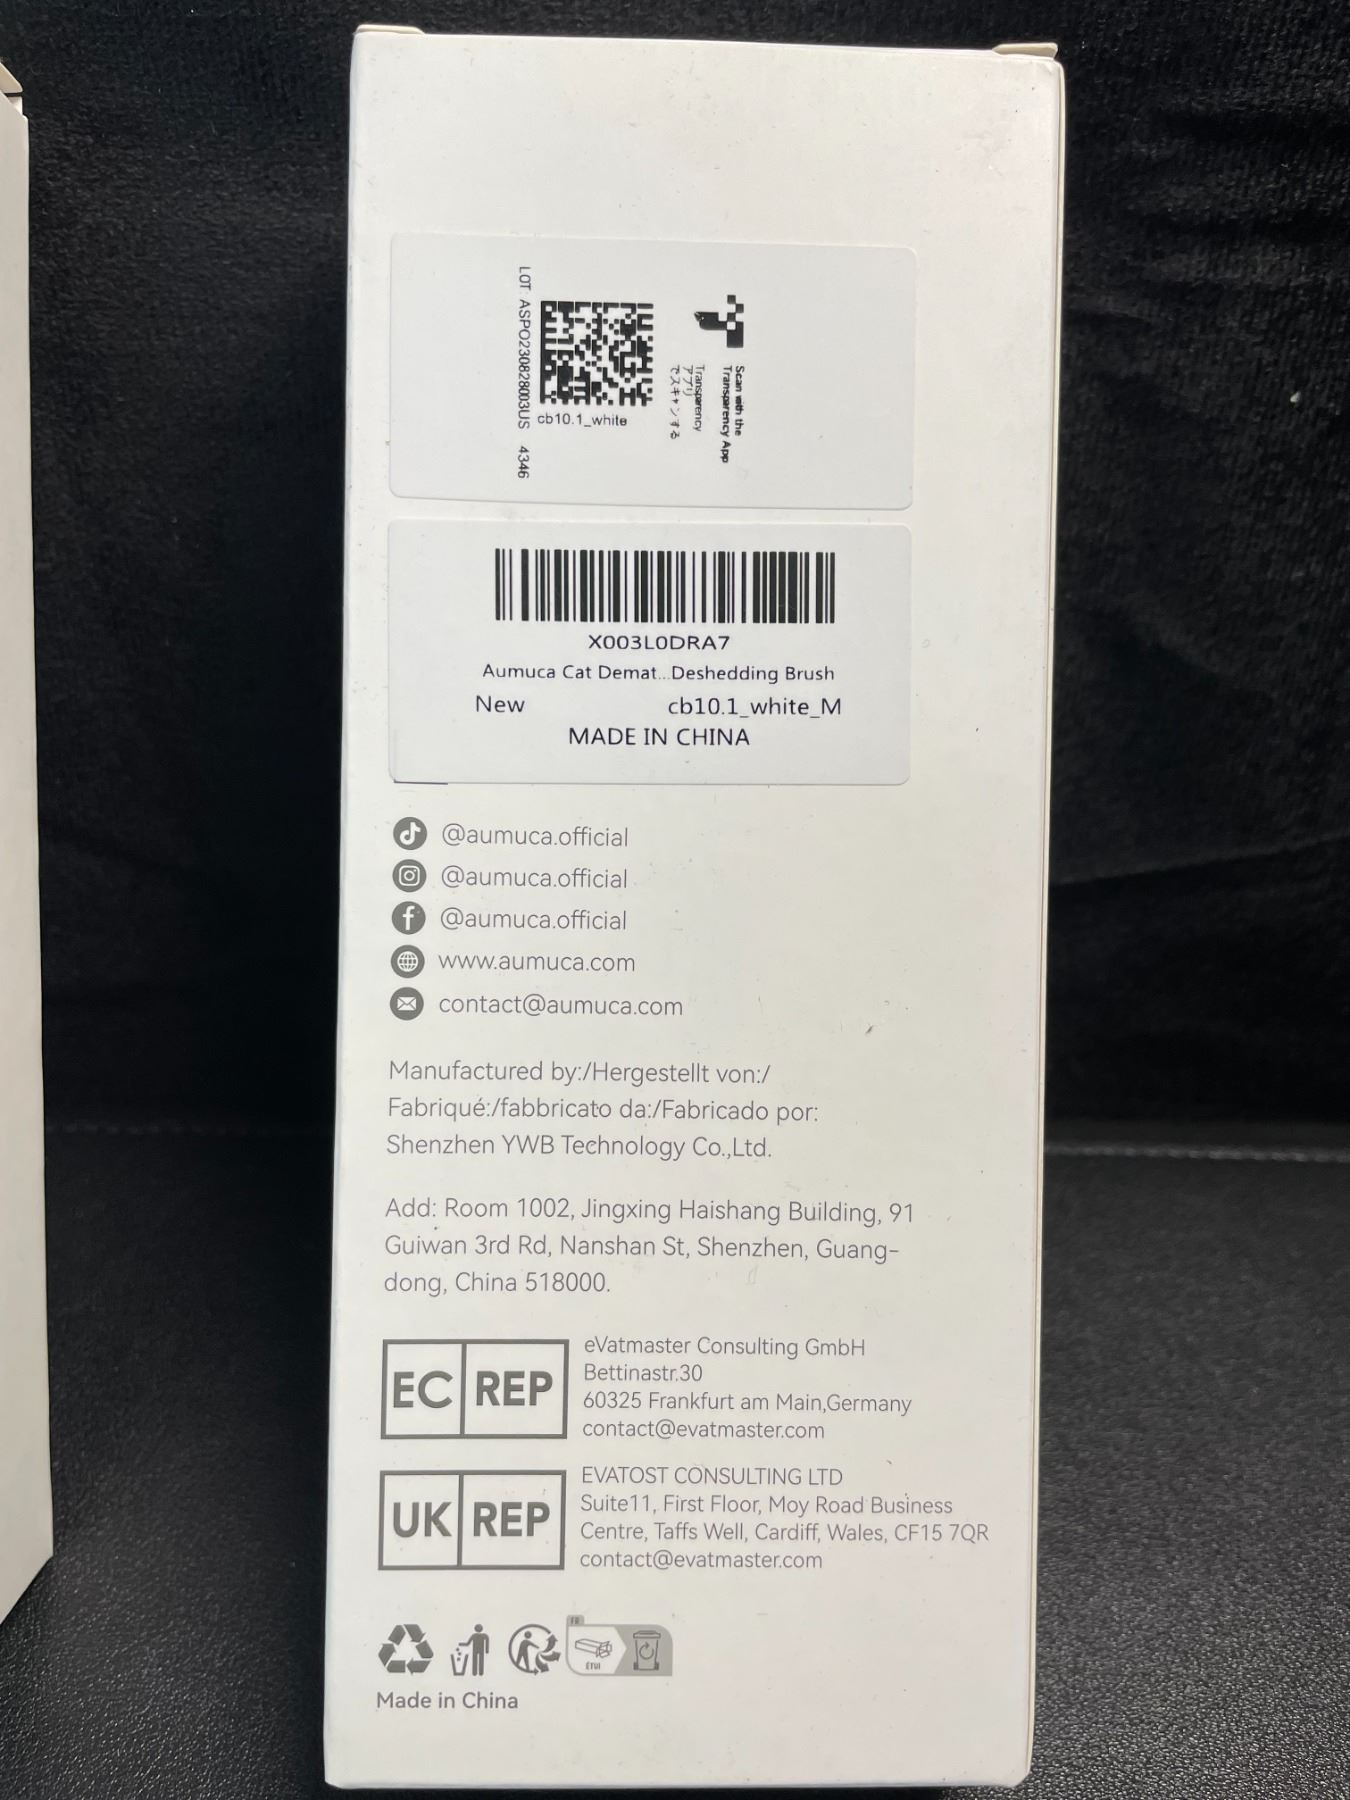 Scan with the
Transparency App
Transparency
アプリ
でスキャンする
cb10.1_white
LOT: ASPO230828003US 4346
X003L0DRA7
Aumuca Cat Demat...Deshedding Brush
New cb10.1_white_M
MADE IN CHINA
@aumuca.official
@aumuca.official
@aumuca.official
www.aumuca.com
contact@aumuca.com
Manufactured by:/Hergestellt von:/
Fabriqué:/fabbricato da:/Fabricado por:
Shenzhen YWB Technology Co.,Ltd.
Add: Room 1002, Jingxing Haishang Building, 91
Guiwan 3rd Rd, Nanshan St, Shenzhen, Guang-
dong, China 518000.
EC REP
eVatmaster Consulting GmbH
Bettinastr.30
60325 Frankfurt am Main,Germany
contact@evatmaster.com
UK REP
EVATOST CONSULTING LTD
Suite11, First Floor, Moy Road Business
Centre, Taffs Well, Cardiff, Wales, CF15 7QR
contact@evatmaster.com
FR
ÉTUI
Made in China